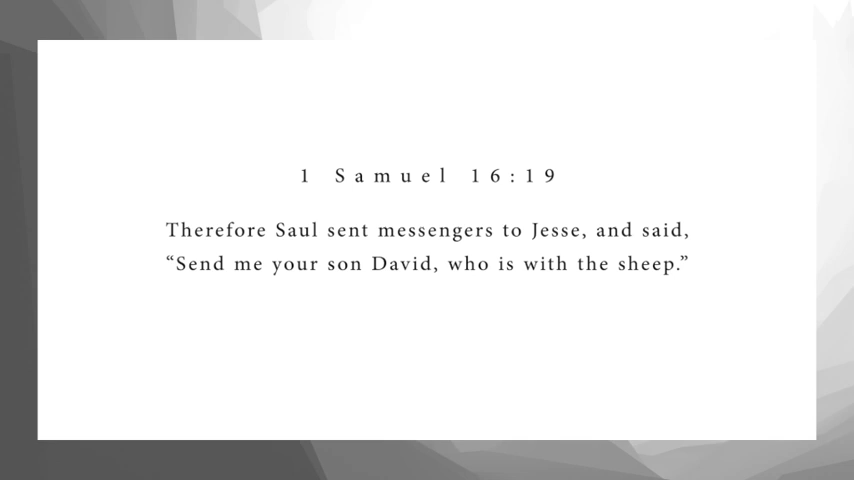 1 Samuel 16:19
Therefore Saul sent messengers to Jesse, and said,
“Send me your son David, who is with the sheep.”